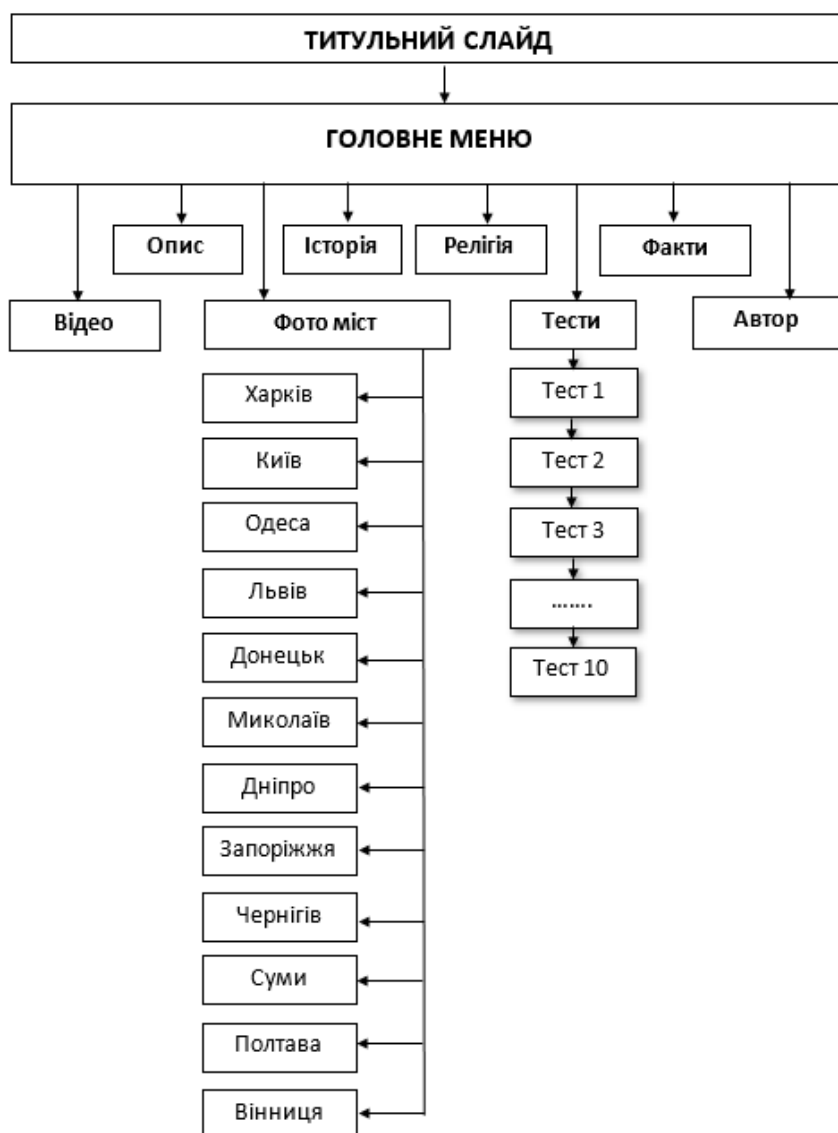 ТИТУЛЬНИЙ СЛАЙД
ГОЛОВНЕ МЕНЮ
Опис
Історія
Релігія
Факти
Відео
Фото міст
Тести
Автор
Харків
Київ
Одеса
Львів
Донецьк
Миколаїв
Дніпро
Запоріжжя
Чернігів
Суми
Полтава
Вінниця
Тест 1
Тест 2
Тест 3
…….
Тест 10